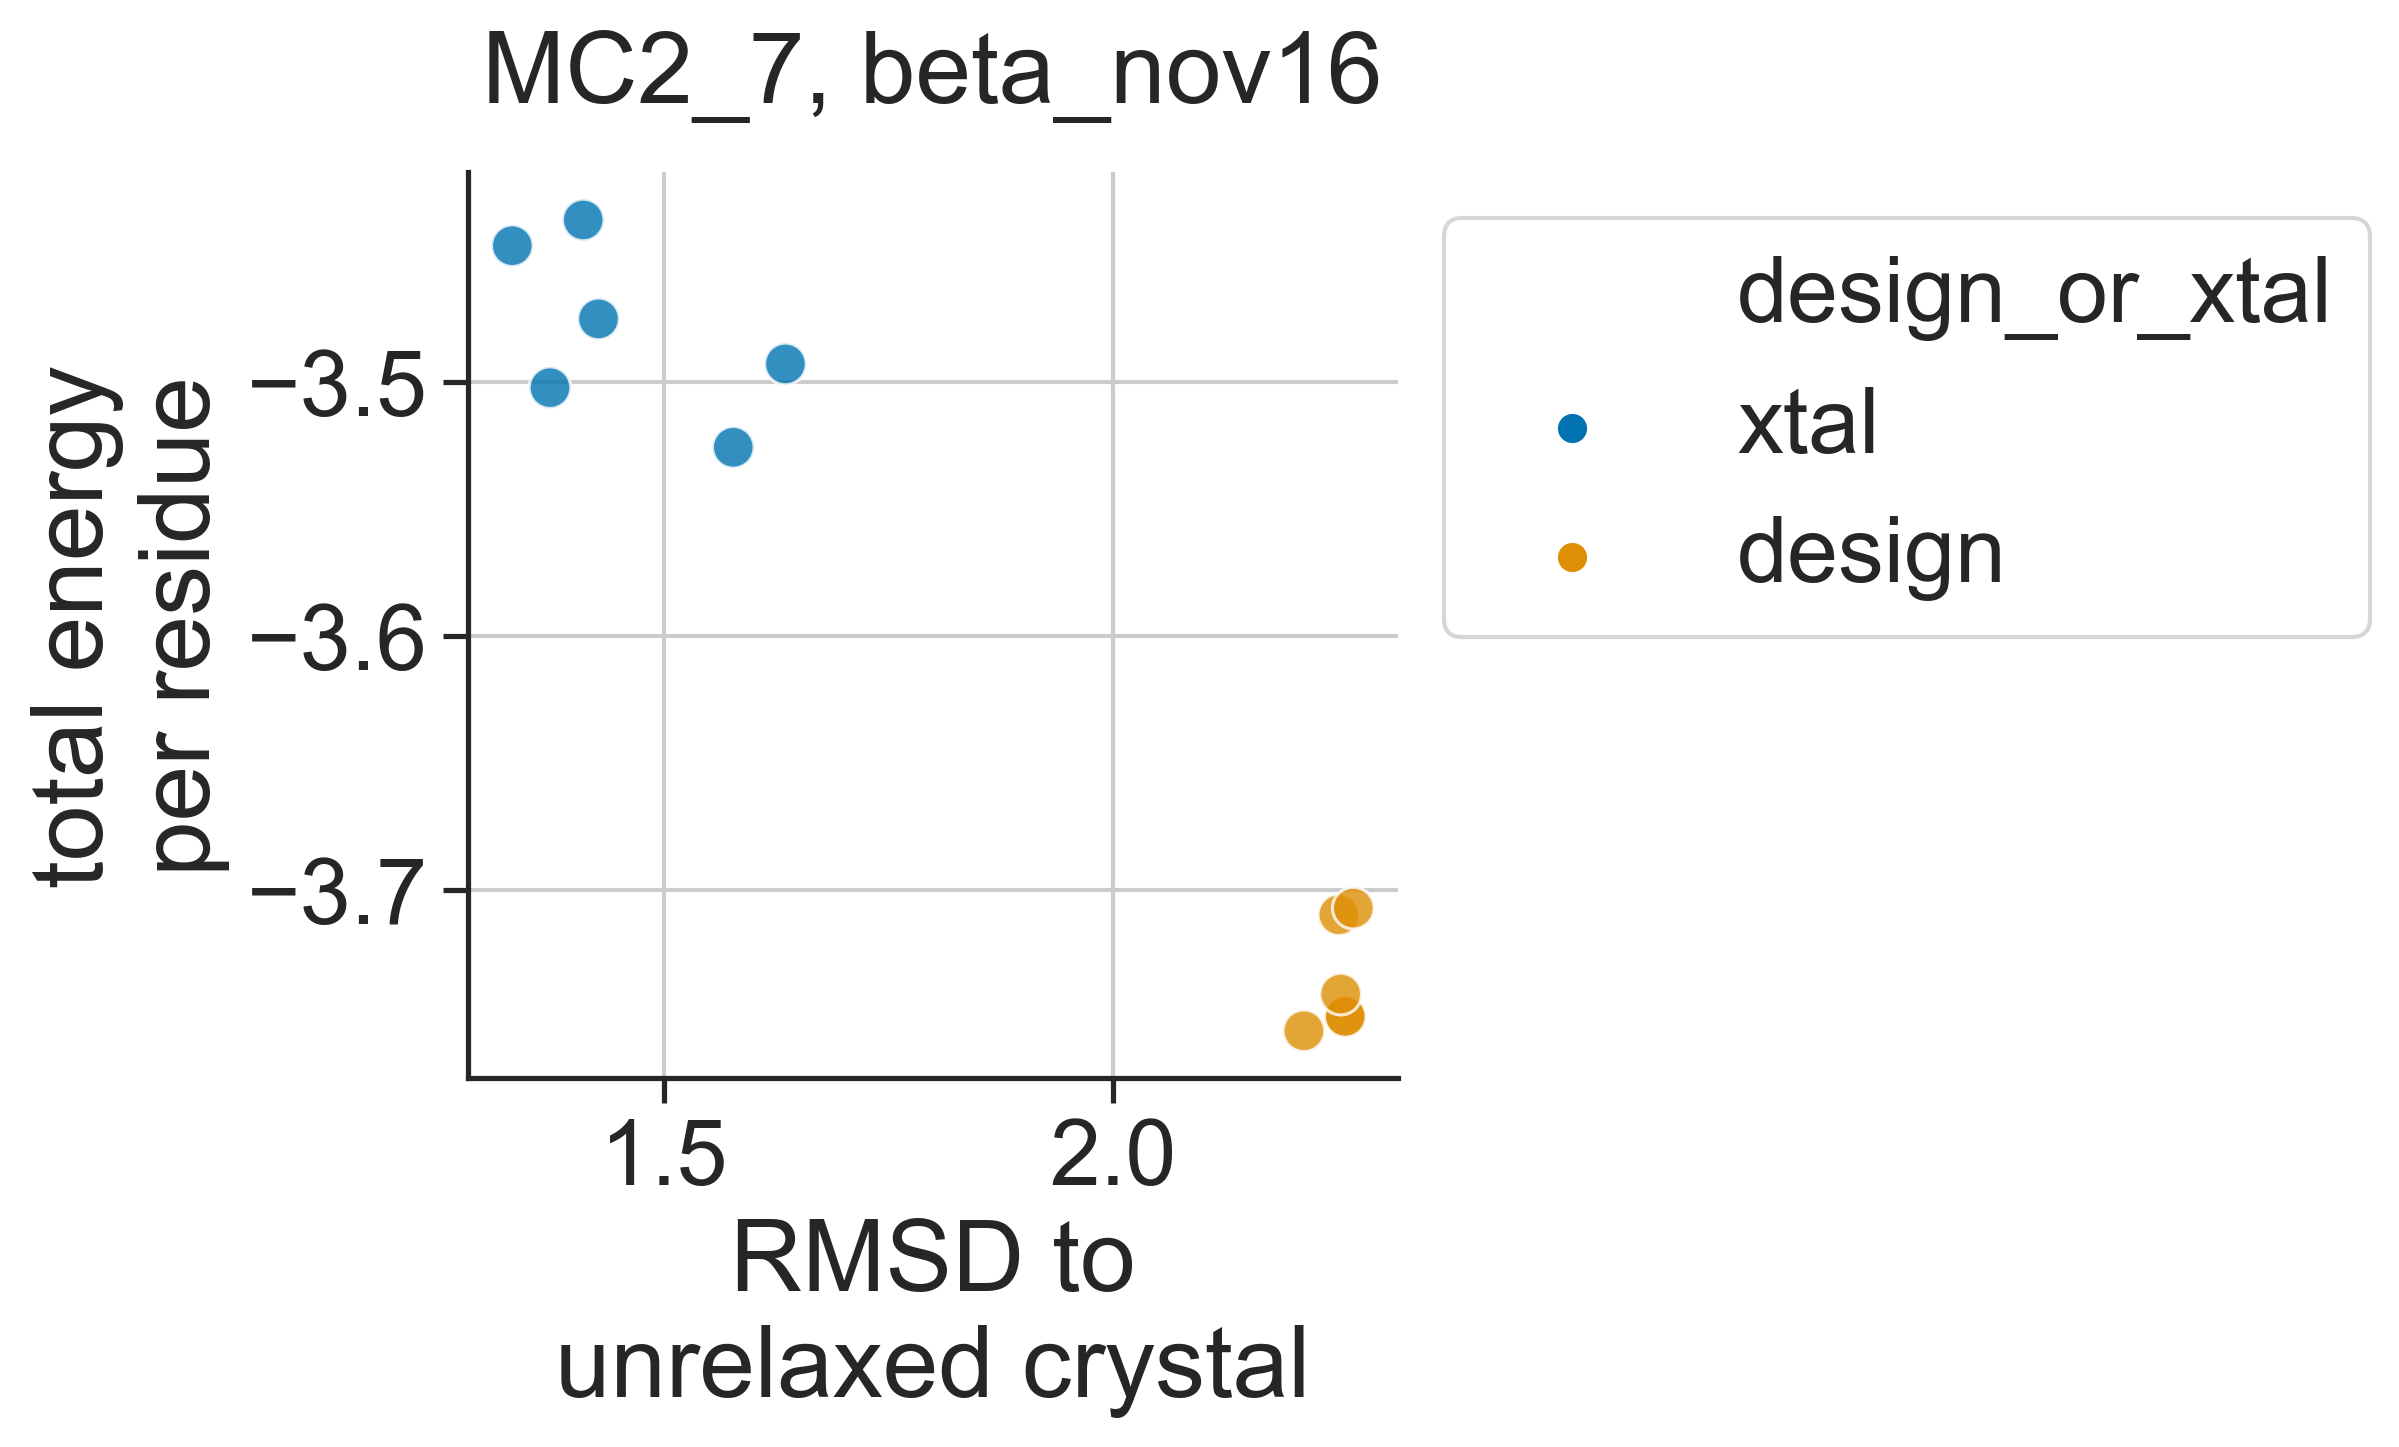 MC2_7, beta_nov16
total energy
per residue
−3.5
−3.6
−3.7
1.5
2.0
RMSD to
unrelaxed crystal
design_or_xtal
xtal
design